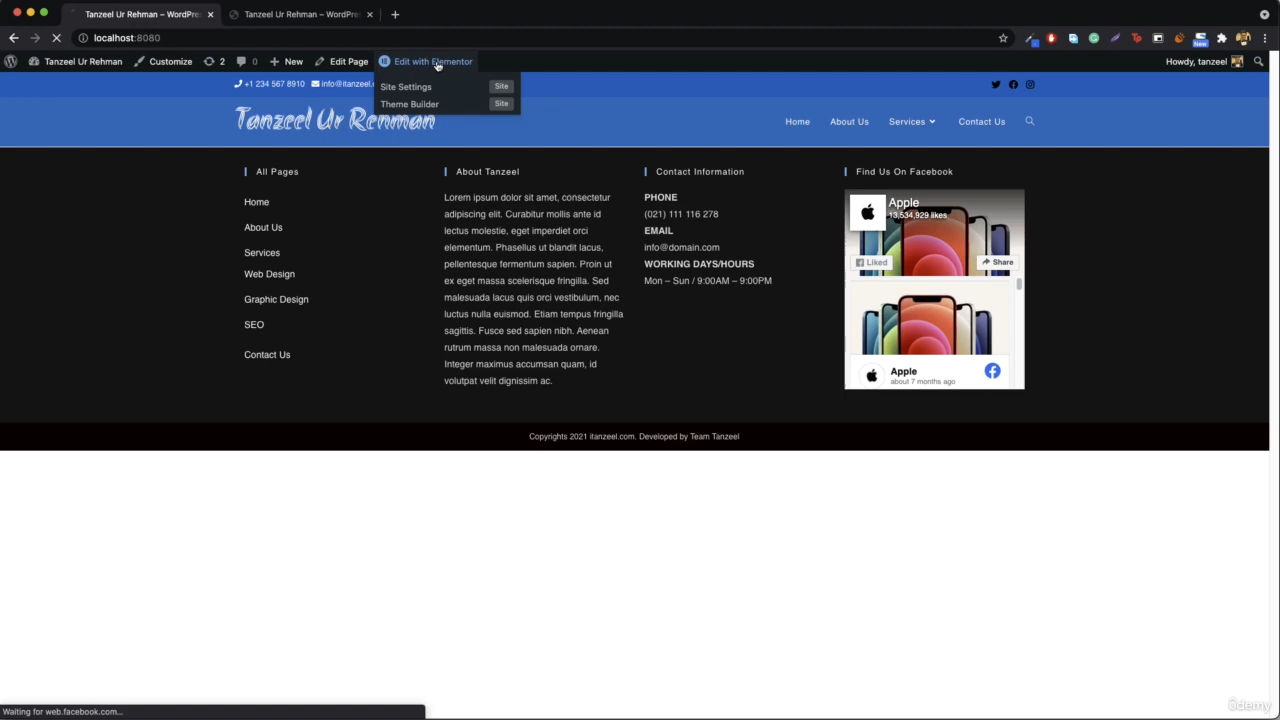 Tanzeel Ur Rehman – WordPres
Tanzeel Ur Rehman – WordPres
localhost:8080
New
Tanzeel Ur Rehman
Customize
2
0
New
Edit Page
Edit with Elementor
Howdy, tanzeel
+1 234 567 8910
info@itanzeel.c
Site Settings
Site
Theme Builder
Site
Tanzeel Ur Rehman
Home
About Us
Services
Contact Us
All Pages
Home
About Us
Services
Web Design
Graphic Design
SEO
Contact Us
About Tanzeel
Lorem ipsum dolor sit amet, consectetur
adipiscing elit. Curabitur mollis ante id
lectus molestie, eget imperdiet orci
elementum. Phasellus ut blandit lacus,
pellentesque fermentum sapien. Proin ut
ex eget massa scelerisque fringilla. Sed
malesuada lacus quis orci vestibulum, nec
luctus nulla euismod. Etiam tempus fringilla
sagittis. Fusce sed sapien nibh. Aenean
rutrum massa non malesuada ornare.
Integer maximus accumsan quam, id
volutpat velit dignissim ac.
Contact Information
PHONE
(021) 111 116 278
EMAIL
info@domain.com
WORKING DAYS/HOURS
Mon – Sun / 9:00AM – 9:00PM
Find Us On Facebook
Apple
13,534,929 likes
Liked
Share
Apple
about 7 months ago
Copyrights 2021 itanzeel.com. Developed by Team Tanzeel
Waiting for web.facebook.com...
ûdemy